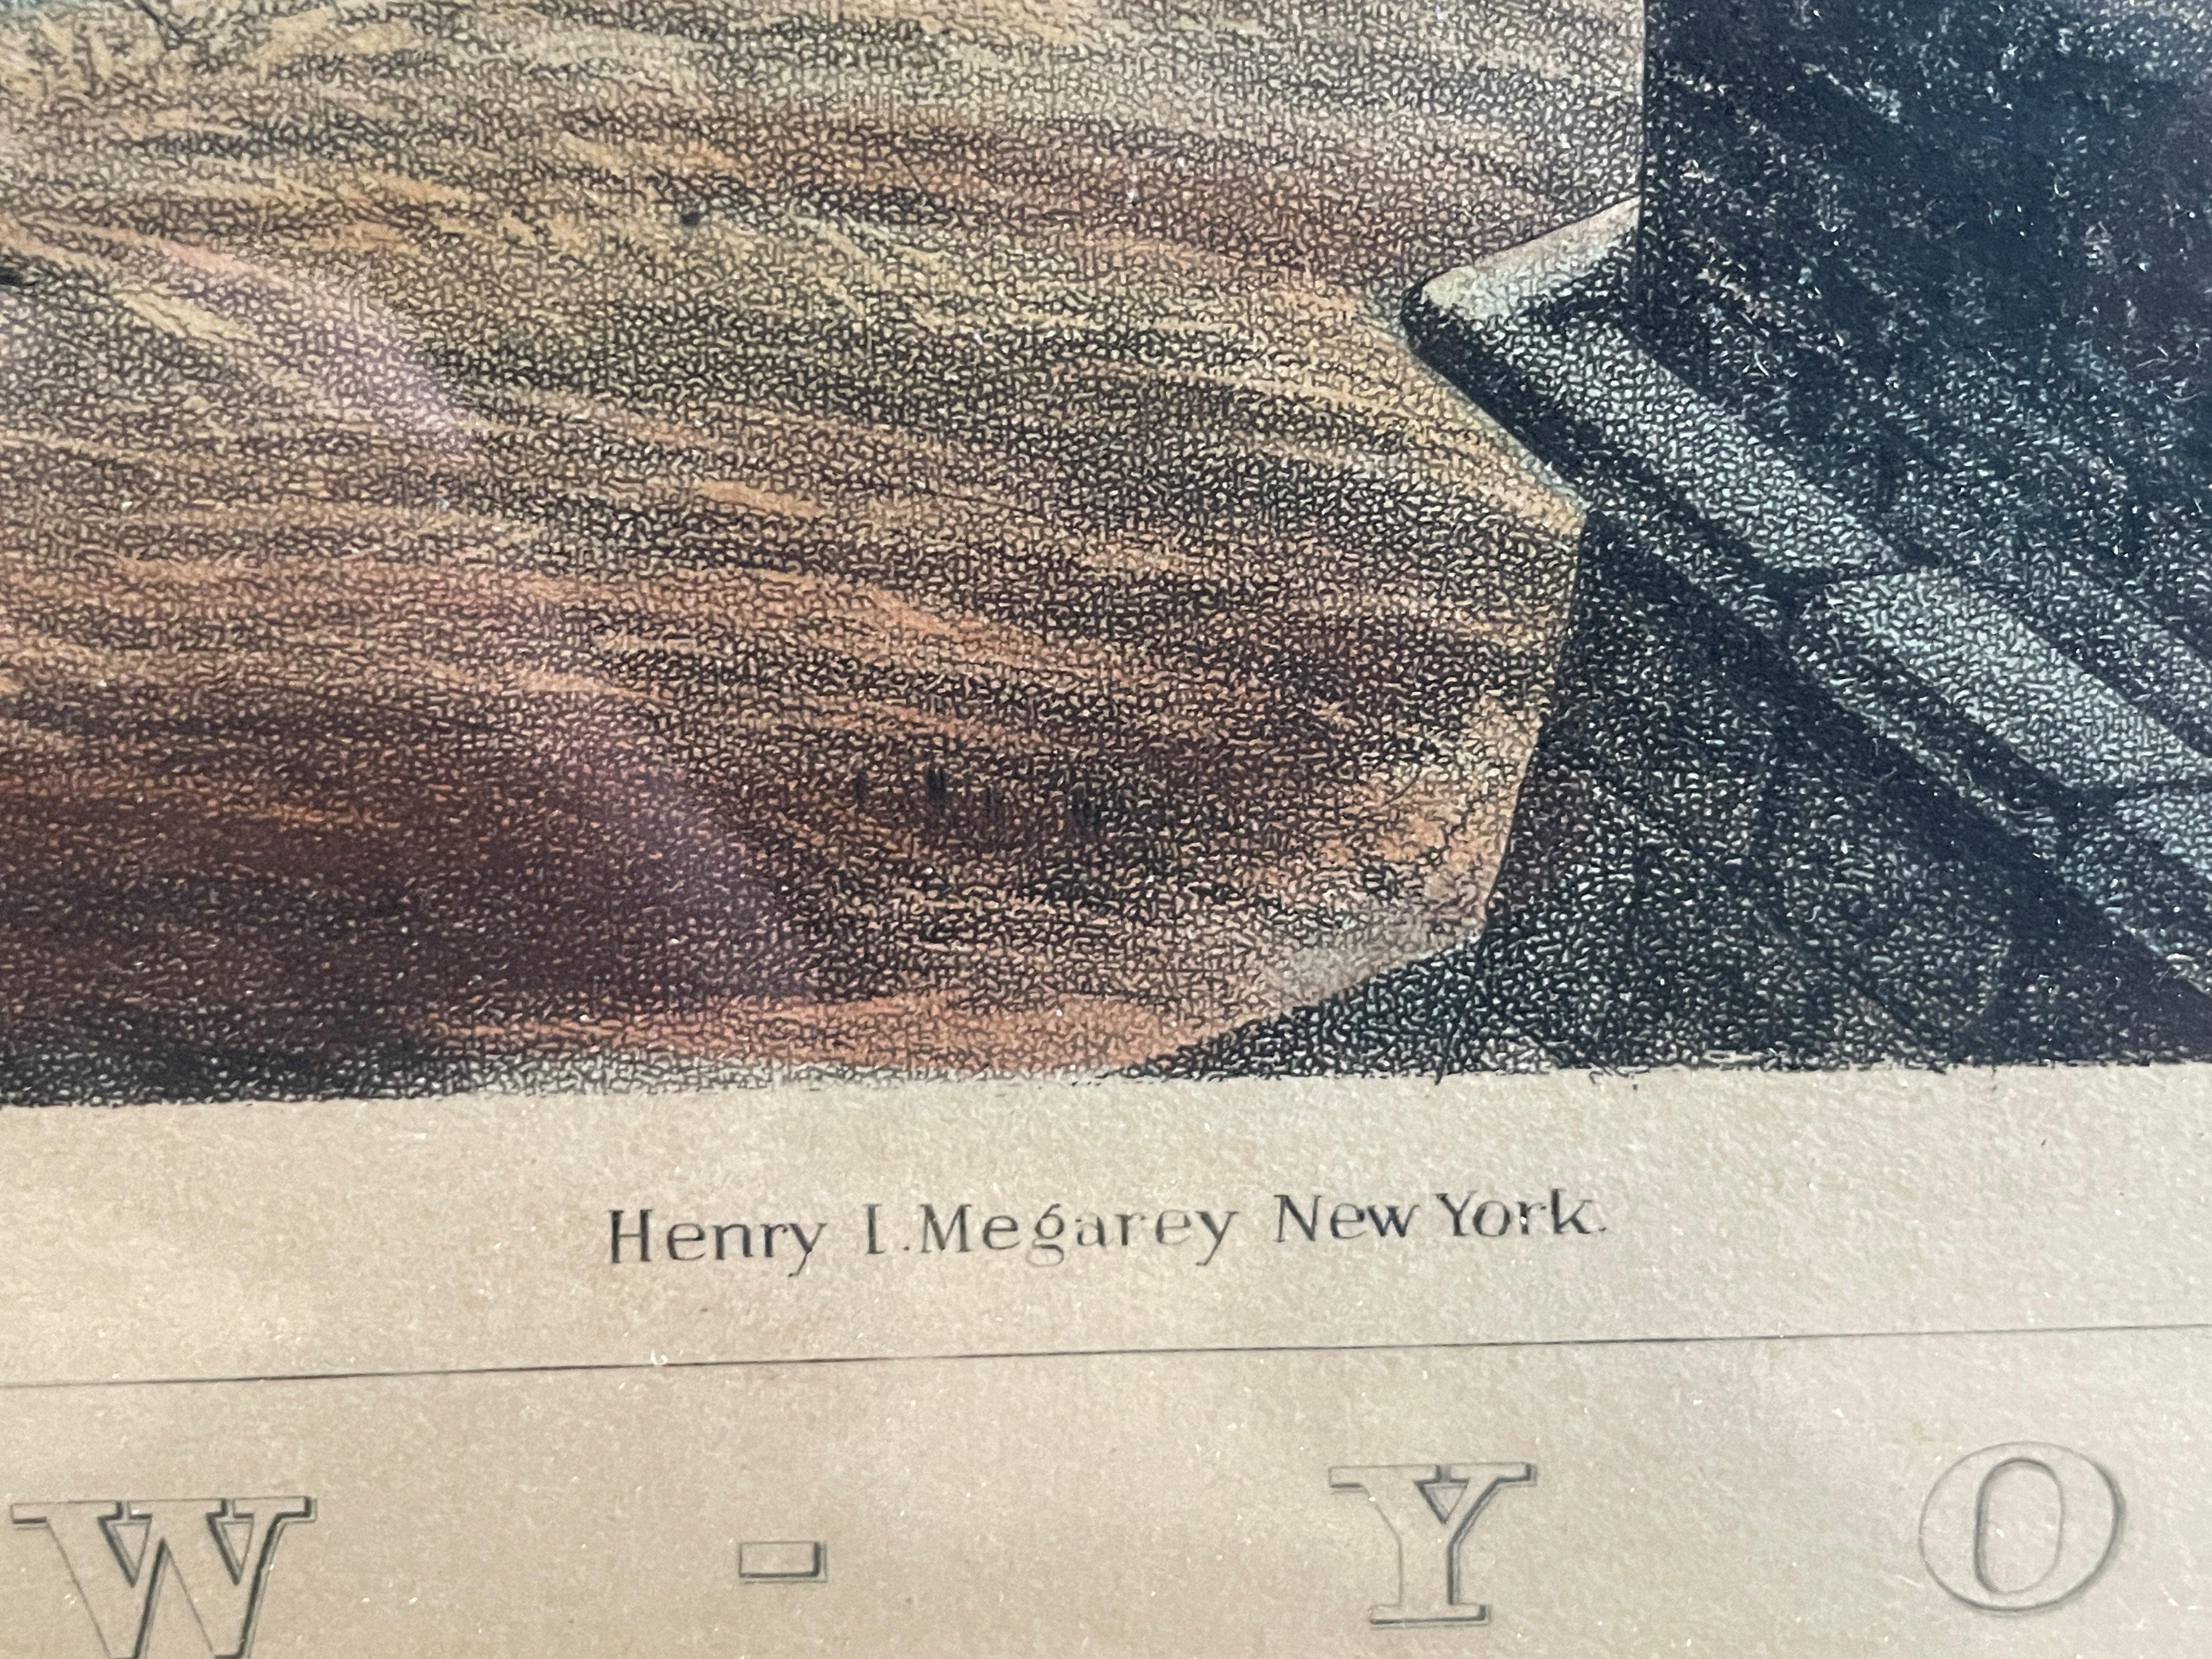 Henry I. Megarey New York.
W - Y O